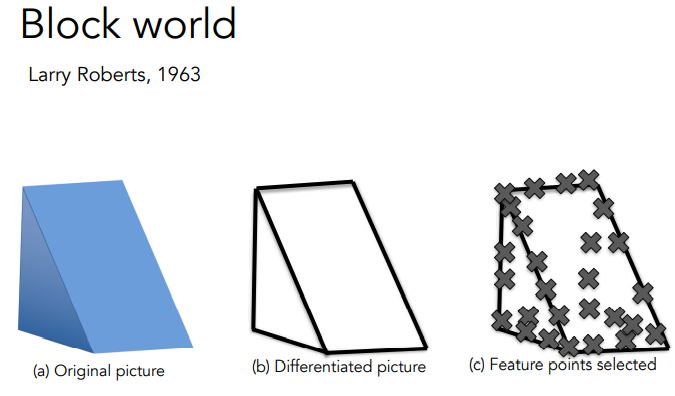 Block world
Larry Roberts, 1963
(a) Original picture
(b) Differentiated picture
(c) Feature points selected